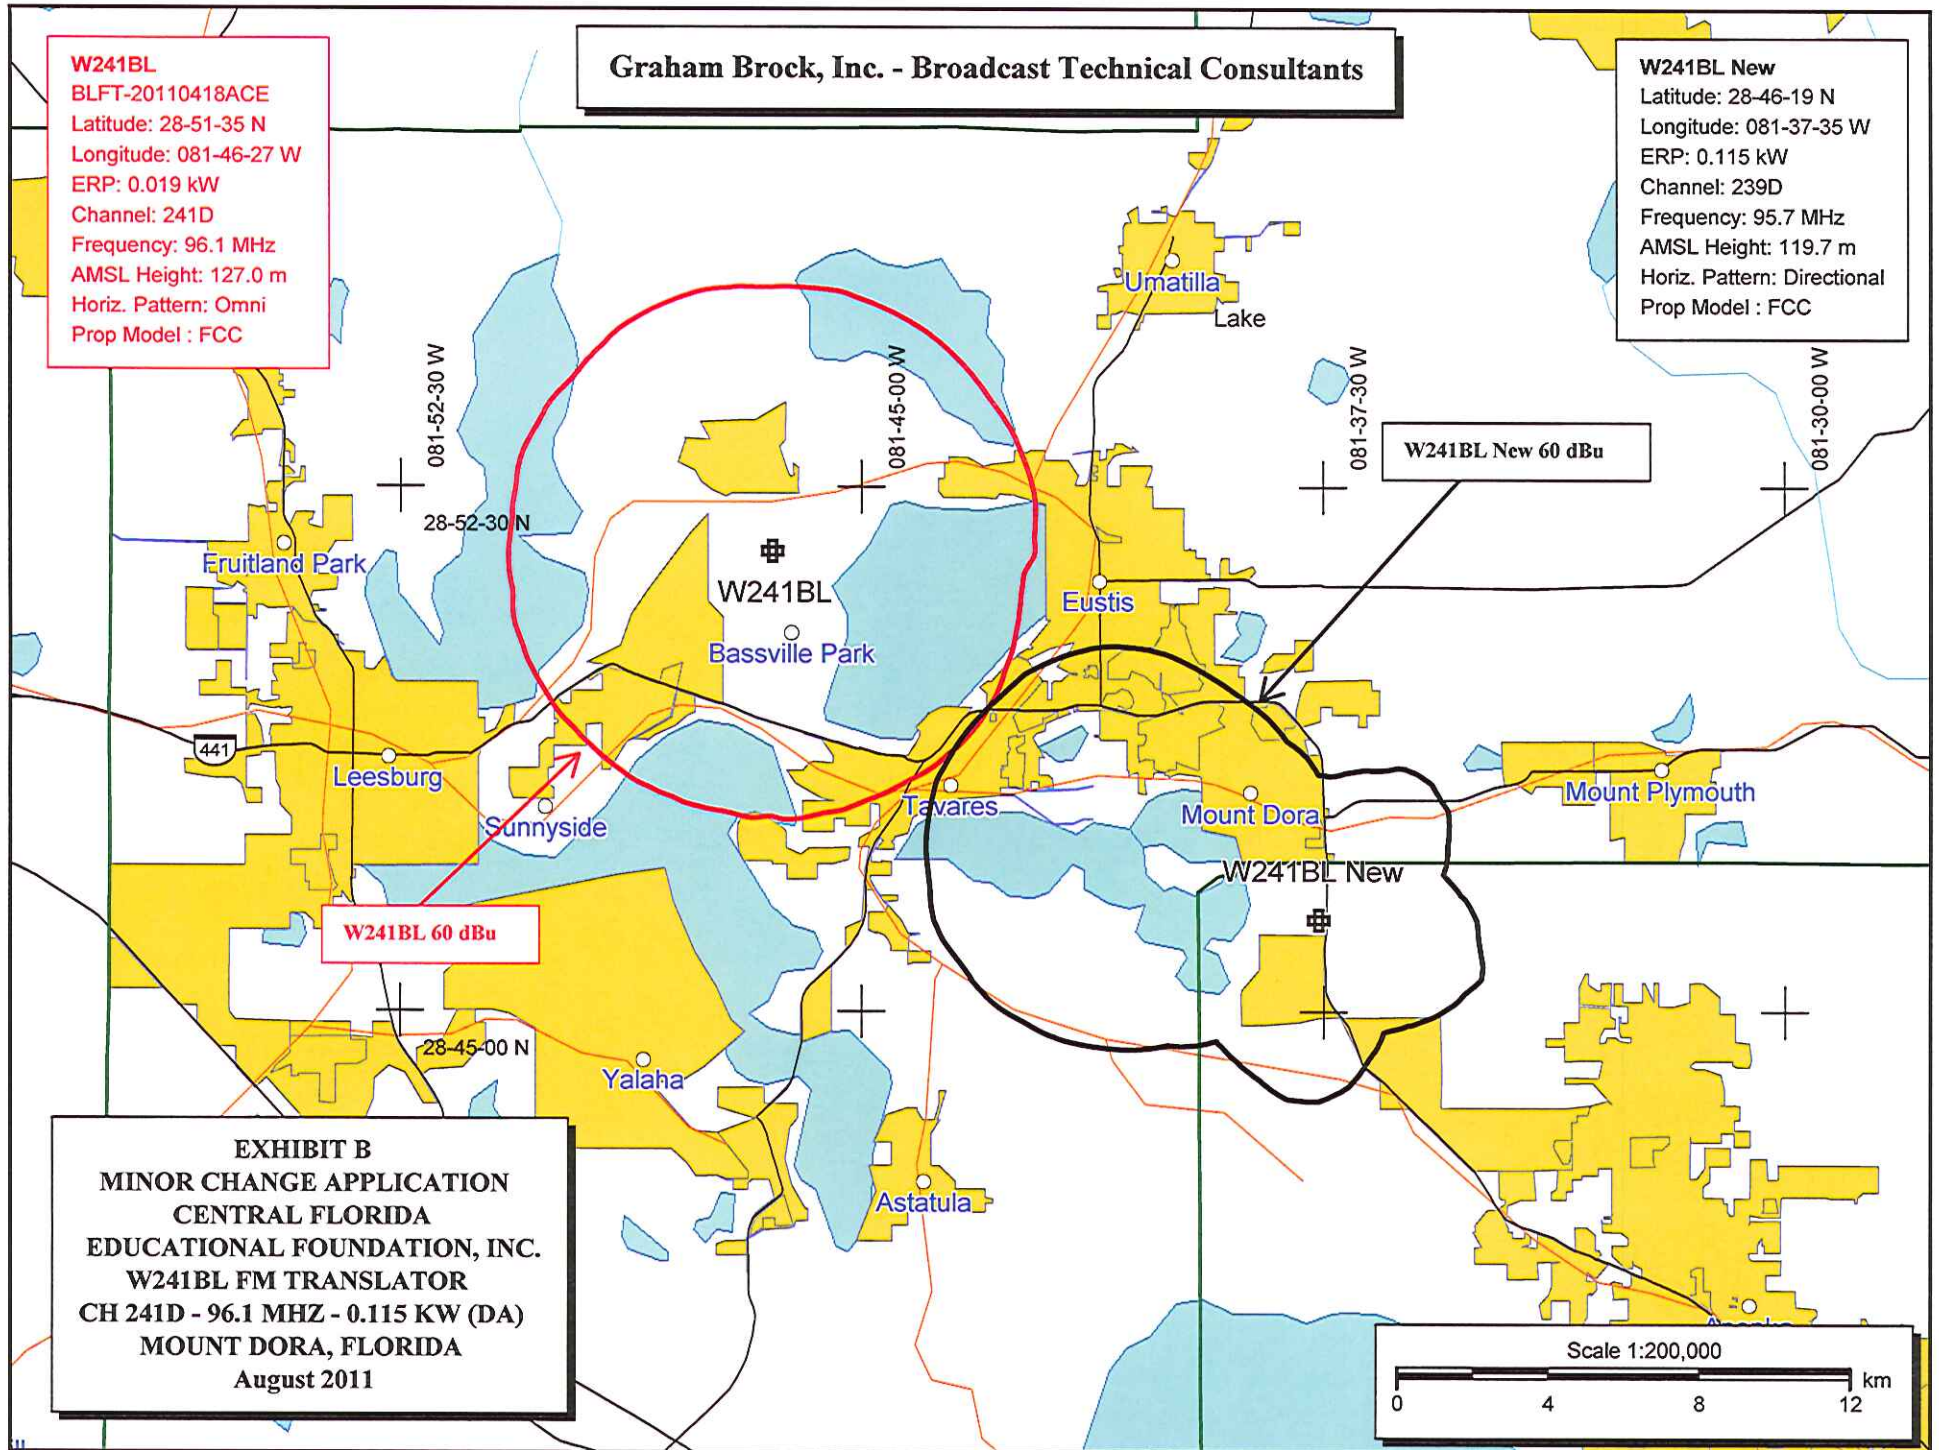 Graham Brock, Inc. - Broadcast Technical Consultants
W241BL
BLFT-20110418ACE
Latitude: 28-51-35 N
Longitude: 081-46-27 W
ERP: 0.019 kW
Channel: 241D
Frequency: 96.1 MHz
AMSL Height: 127.0 m
Horiz. Pattern: Omni
Prop Model : FCC
W241BL New
Latitude: 28-46-19 N
Longitude: 081-37-35 W
ERP: 0.115 kW
Channel: 239D
Frequency: 95.7 MHz
AMSL Height: 119.7 m
Horiz. Pattern: Directional
Prop Model : FCC
Umatilla
Lake
081-52-30 W
081-45-00 W
081-37-30 W
081-30-00 W
W241BL New 60 dBu
28-52-30 N
Fruitland Park
W241BL
Eustis
Bassville Park
441
Leesburg
Sunnyside
Tavares
Mount Dora
Mount Plymouth
W241BL New
W241BL 60 dBu
28-45-00 N
Yalaha
Astatula
EXHIBIT B
MINOR CHANGE APPLICATION
CENTRAL FLORIDA
EDUCATIONAL FOUNDATION, INC.
W241BL FM TRANSLATOR
CH 241D - 96.1 MHZ - 0.115 KW (DA)
MOUNT DORA, FLORIDA
August 2011
Scale 1:200,000
km
0 4 8 12